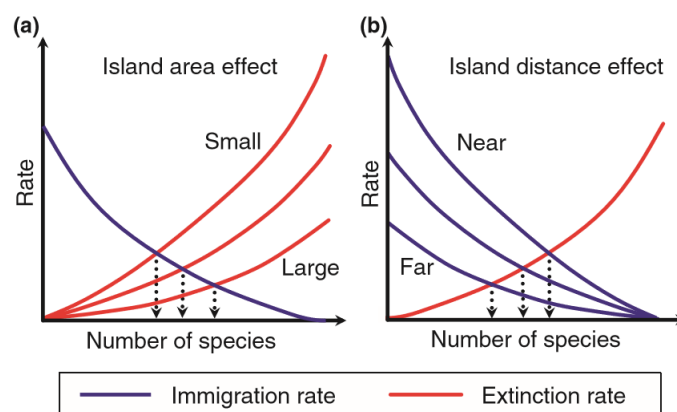 (a)
Island area effect
Small
Large
Rate
Number of species
(b)
Island distance effect
Near
Far
Rate
Number of species
Immigration rate
Extinction rate